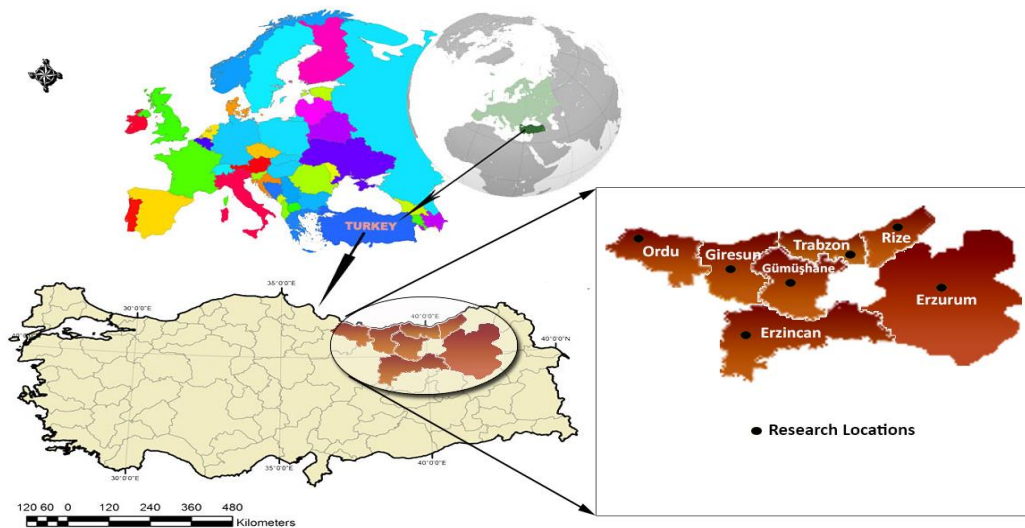 TURKEY
35°0'0"E
30°0'0"E
40°0'0"E
40°0'0"N
30°0'0"E
35°0'0"E
40°0'0"E
120 60 0 120 240 360 480
Kilometers
Ordu
Giresun
Trabzon
Rize
Gümüşhane
Erzurum
Erzincan
Research Locations